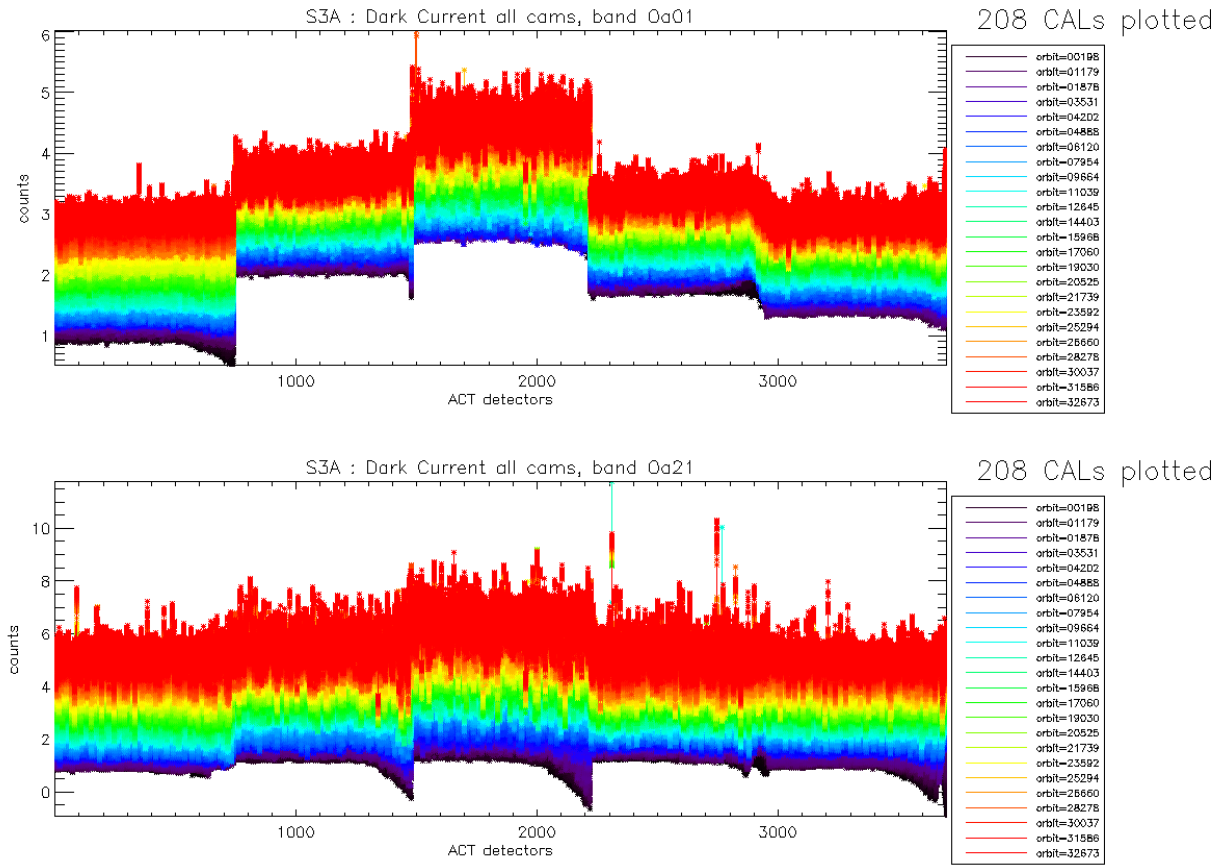 S3A : Dark Current all cams, band Oa01
208 CALs plotted
6
5
4
3
2
1
counts
1000
2000
3000
ACT detectors
orbit=00198
orbit=01179
orbit=01878
orbit=03531
orbit=04202
orbit=04888
orbit=06120
orbit=07954
orbit=09664
orbit=11039
orbit=12645
orbit=14403
orbit=15968
orbit=17060
orbit=19030
orbit=20525
orbit=21739
orbit=23592
orbit=25294
orbit=26660
orbit=28278
orbit=30037
orbit=31586
orbit=32673
S3A : Dark Current all cams, band Oa21
208 CALs plotted
10
8
6
4
2
0
counts
1000
2000
3000
ACT detectors
orbit=00198
orbit=01179
orbit=01878
orbit=03531
orbit=04202
orbit=04888
orbit=06120
orbit=07954
orbit=09664
orbit=11039
orbit=12645
orbit=14403
orbit=15968
orbit=17060
orbit=19030
orbit=20525
orbit=21739
orbit=23592
orbit=25294
orbit=26660
orbit=28278
orbit=30037
orbit=31586
orbit=32673